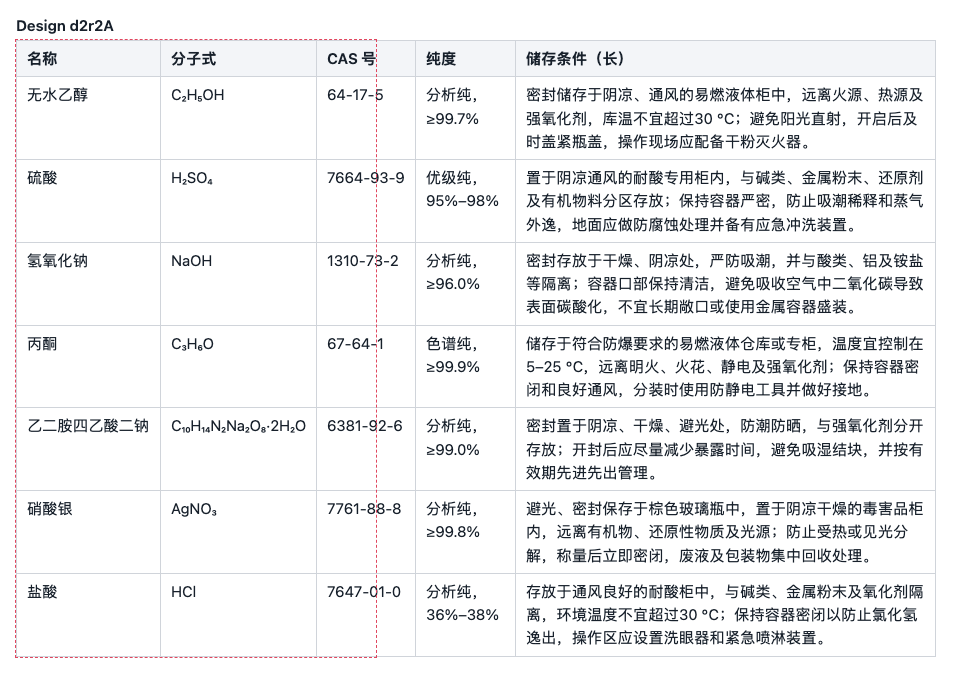 Design d2r2A
名称 分子式 CAS 号 纯度 储存条件（长）
无水乙醇 C₂H₅OH 64-17-5 分析纯， 密封储存于阴凉、通风的易燃液体柜中，远离火源、热源及
≥99.7% 强氧化剂，库温不宜超过30 °C；避免阳光直射，开启后及
时盖紧瓶盖，操作现场应配备干粉灭火器。
硫酸 H₂SO₄ 7664-93-9 优级纯， 置于阴凉通风的耐酸专用柜内，与碱类、金属粉末、还原剂
95%–98% 及有机物料分区存放；保持容器严密，防止吸潮稀释和蒸气
外逸，地面应做防腐蚀处理并备有应急冲洗装置。
氢氧化钠 NaOH 1310-73-2 分析纯， 密封存放于干燥、阴凉处，严防吸潮，并与酸类、铝及铵盐
≥96.0% 等隔离；容器口部保持清洁，避免吸收空气中二氧化碳导致
表面碳酸化，不宜长期敞口或使用金属容器盛装。
丙酮 C₃H₆O 67-64-1 色谱纯， 储存于符合防爆要求的易燃液体仓库或专柜，温度宜控制在
≥99.9% 5–25 °C，远离明火、火花、静电及强氧化剂；保持容器密
闭和良好通风，分装时使用防静电工具并做好接地。
乙二胺四乙酸二钠 C₁₀H₁₄N₂Na₂O₈·2H₂O 6381-92-6 分析纯， 密封置于阴凉、干燥、避光处，防潮防晒，与强氧化剂分开
≥99.0% 存放；开封后应尽量减少暴露时间，避免吸湿结块，并按有
效期先进先出管理。
硝酸银 AgNO₃ 7761-88-8 分析纯， 避光、密封保存于棕色玻璃瓶中，置于阴凉干燥的毒害品柜
≥99.8% 内，远离有机物、还原性物质及光源；防止受热或见光分
解，称量后立即密闭，废液及包装物集中回收处理。
盐酸 HCl 7647-01-0 分析纯， 存放于通风良好的耐酸柜中，与碱类、金属粉末及氧化剂隔
36%–38% 离，环境温度不宜超过30 °C；保持容器密闭以防止氯化氢
逸出，操作区应设置洗眼器和紧急喷淋装置。